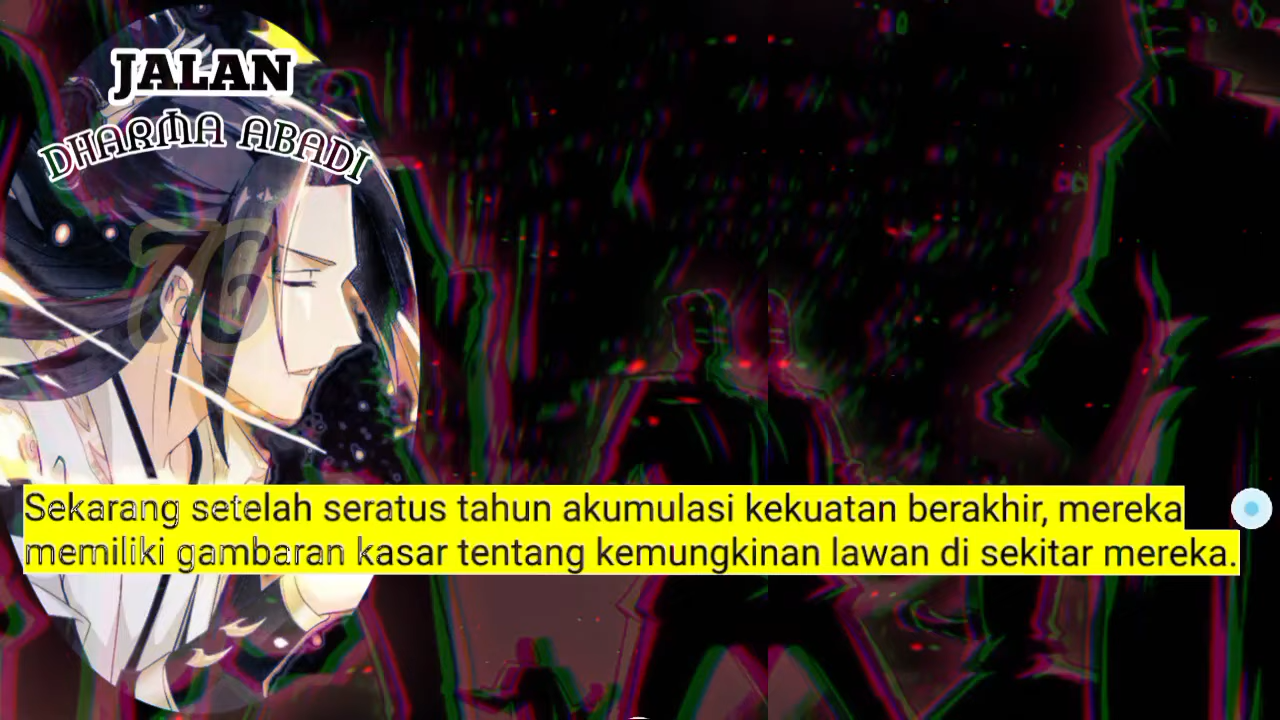 JALAN
DHARMA ABADI
76
Sekarang setelah seratus tahun akumulasi kekuatan berakhir, mereka
memiliki gambaran kasar tentang kemungkinan lawan di sekitar mereka.